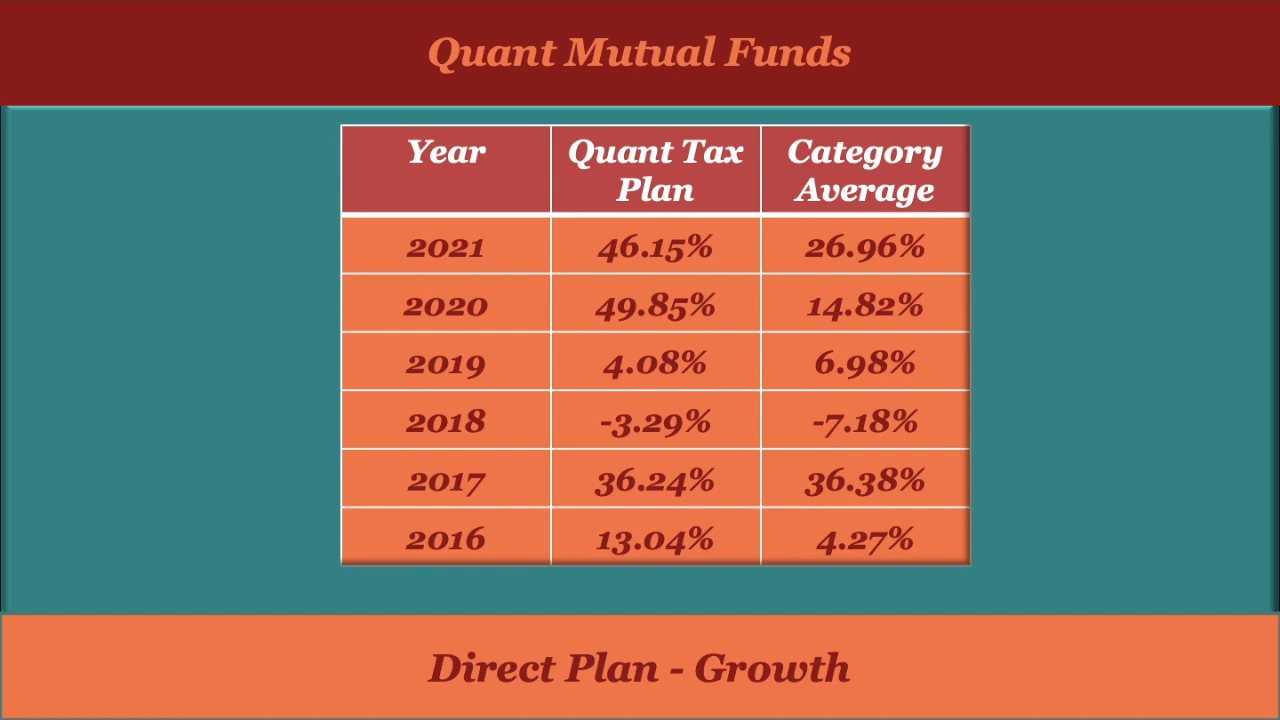 Quant Mutual Funds
Year Quant Tax Plan Category Average
2021 46.15% 26.96%
2020 49.85% 14.82%
2019 4.08% 6.98%
2018 -3.29% -7.18%
2017 36.24% 36.38%
2016 13.04% 4.27%
Direct Plan - Growth